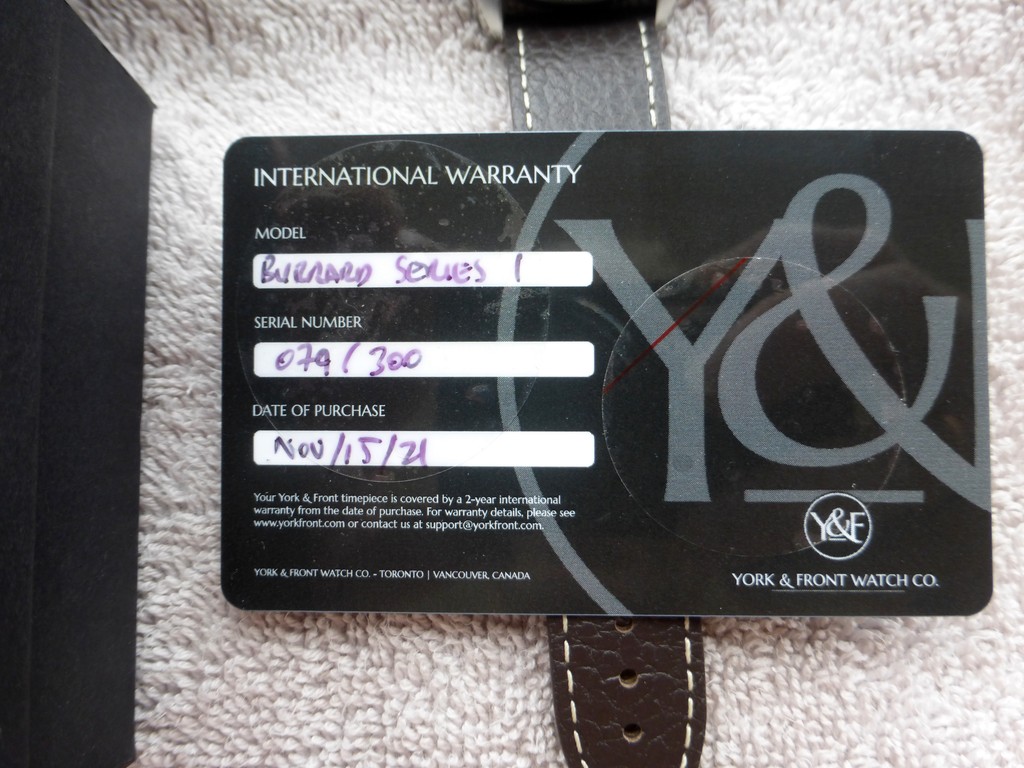 INTERNATIONAL WARRANTY
MODEL
BURRARD SERIES 1
SERIAL NUMBER
079 / 300
DATE OF PURCHASE
NOV/15/21
Your York & Front timepiece is covered by a 2-year international
warranty from the date of purchase. For warranty details, please see
www.yorkfront.com or contact us at support@yorkfront.com.
YORK & FRONT WATCH CO. - TORONTO | VANCOUVER, CANADA
Y&
Y&F
YORK & FRONT WATCH CO.